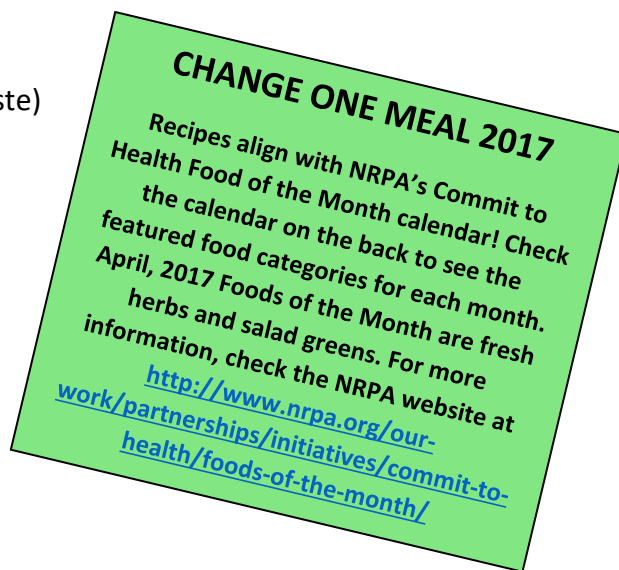 ste)
CHANGE ONE MEAL 2017
Recipes align with NRPA’s Commit to
Health Food of the Month calendar! Check
the calendar on the back to see the
featured food categories for each month.
April, 2017 Foods of the Month are fresh
herbs and salad greens. For more
information, check the NRPA website at
http://www.nrpa.org/our-
work/partnerships/initiatives/commit-to-
health/foods-of-the-month/